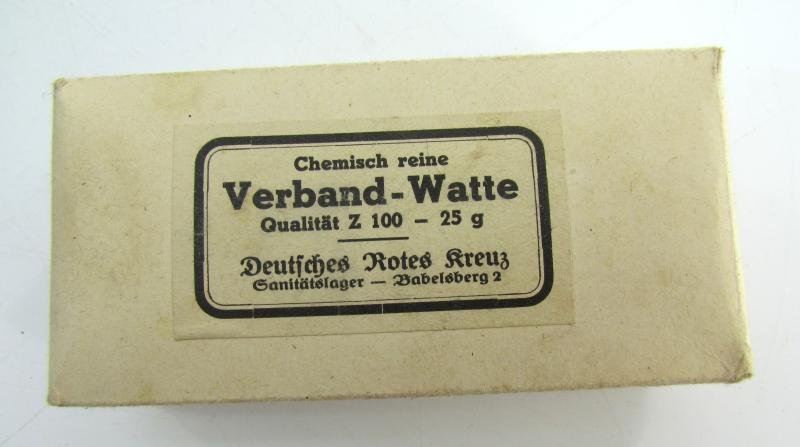 Chemisch reine
Verband-Watte
Qualität Z 100 – 25 g
Deutſches Rotes Kreuz
Sanitätslager — Babelsberg 2